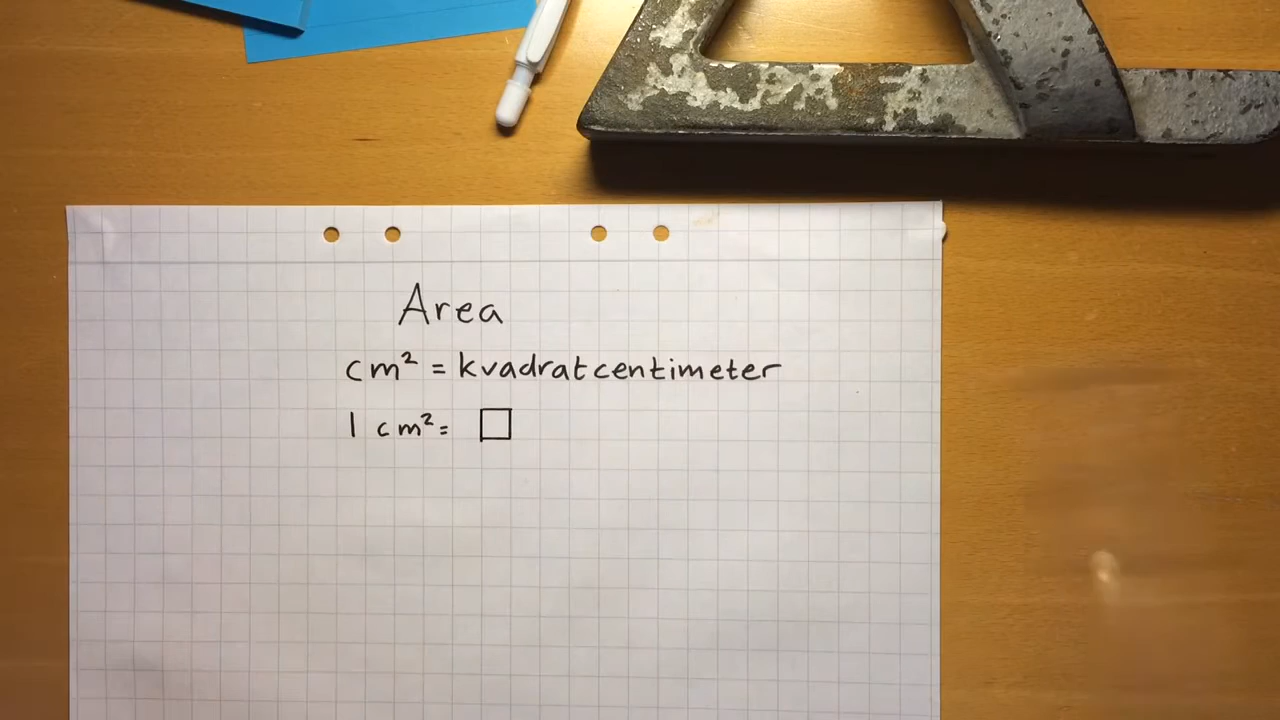 Area
cm² = kvadratcentimeter
1 cm² = □